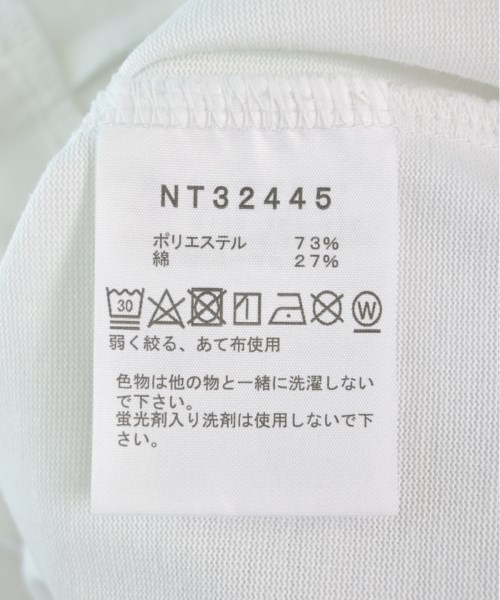 NT32445
ポリエステル 73%
綿 27%
30 W
弱く絞る、あて布使用
色物は他の物と一緒に洗濯しない
で下さい。
蛍光剤入り洗剤は使用しないで下
さい。